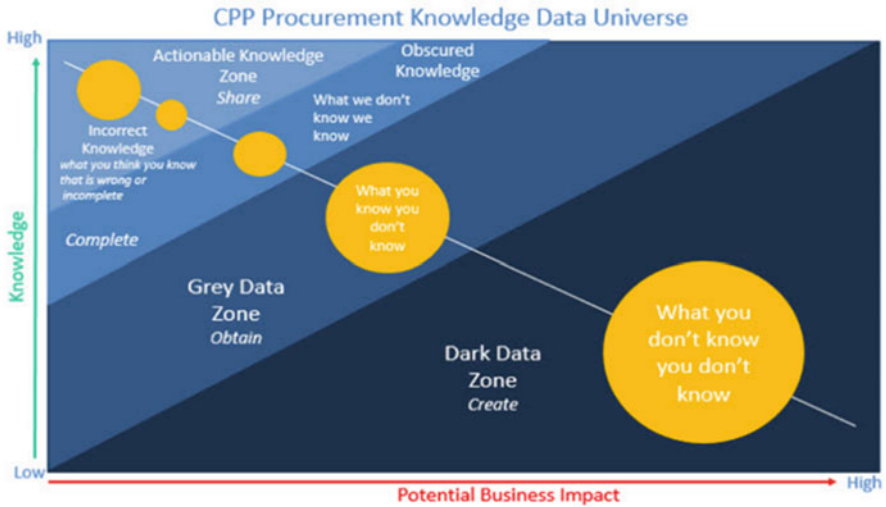 CPP Procurement Knowledge Data Universe
High
Actionable Knowledge
Zone
Share
Obscured
Knowledge
What we don't
know we
know
Incorrect
Knowledge
what you think you know
that is wrong or
incomplete
Complete
What you
know you
don't
know
Grey Data
Zone
Obtain
What you
don't know
you don't
know
Dark Data
Zone
Create
Knowledge
Low
Potential Business Impact
High